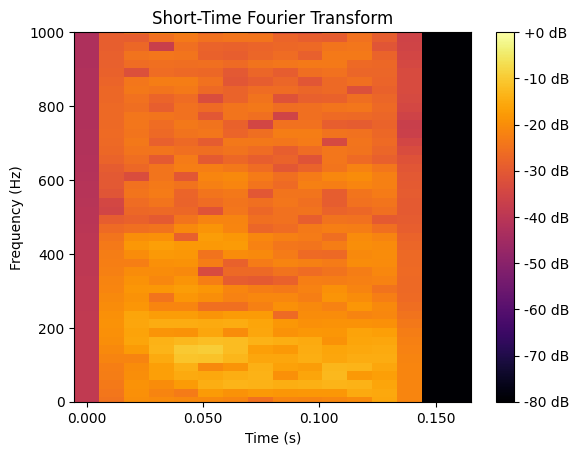 Short-Time Fourier Transform
Frequency (Hz)
1000
800
600
400
200
0
0.000
0.050
0.100
0.150
Time (s)
+0 dB
-10 dB
-20 dB
-30 dB
-40 dB
-50 dB
-60 dB
-70 dB
-80 dB